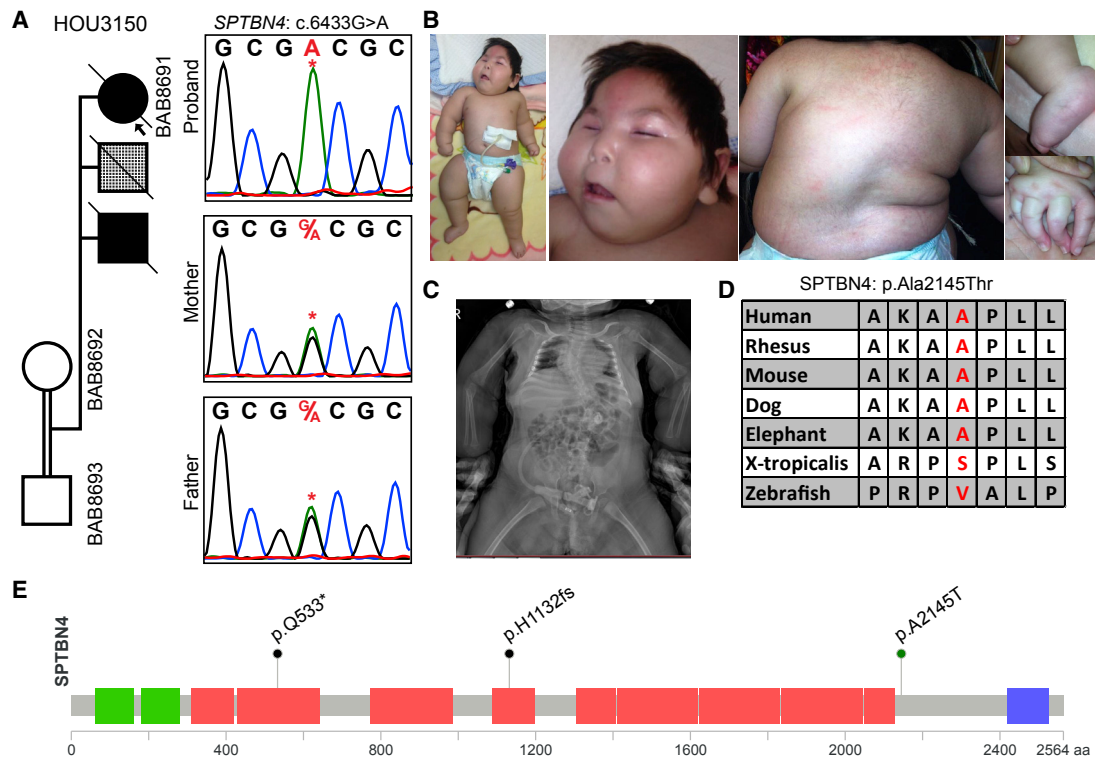 A
HOU3150
BAB8691
BAB8692
BAB8693
SPTBN4: c.6433G>A
Proband
G C G A C G C
*
Mother
G C G G/A C G C
*
Father
G C G G/A C G C
*
B
C
R
D
SPTBN4: p.Ala2145Thr
Human A K A A P L L
Rhesus A K A A P L L
Mouse A K A A P L L
Dog A K A A P L L
Elephant A K A A P L L
X-tropicalis A R P S P L S
Zebrafish P R P V A L P
E
SPTBN4
p.Q533*
p.H1132fs
p.A2145T
0 400 800 1200 1600 2000 2400 2564 aa